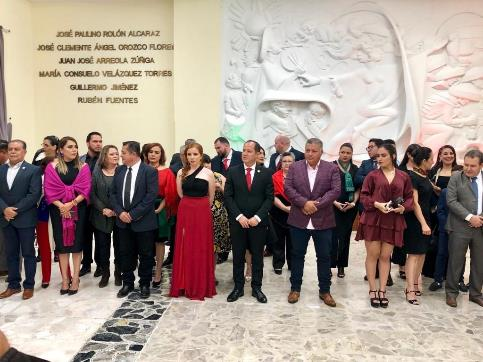 JOSÉ PAULINO ROLÓN ALCARAZ
JOSÉ CLEMENTE ÁNGEL OROZCO FLORES
JUAN JOSÉ ARREOLA ZÚÑIGA
MARÍA CONSUELO VELÁZQUEZ TORRES
GUILLERMO JIMÉNEZ
RUBÉN FUENTES